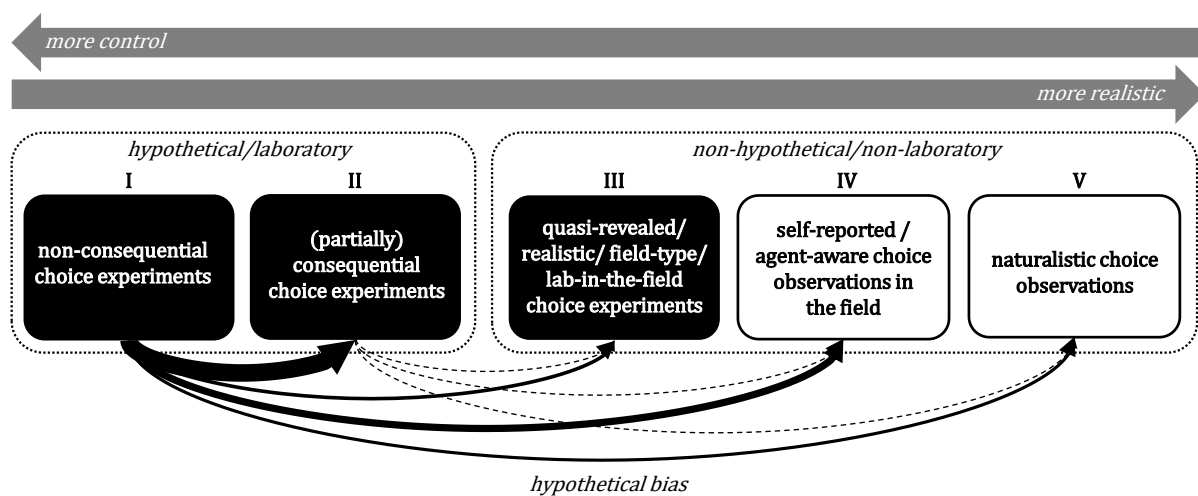 more control
more realistic
hypothetical/laboratory
non-hypothetical/non-laboratory
I
II
III
IV
V
non-consequential
choice experiments
(partially)
consequential
choice experiments
quasi-revealed/
realistic/ field-type/
lab-in-the-field
choice experiments
self-reported /
agent-aware choice
observations in
the field
naturalistic choice
observations
hypothetical bias